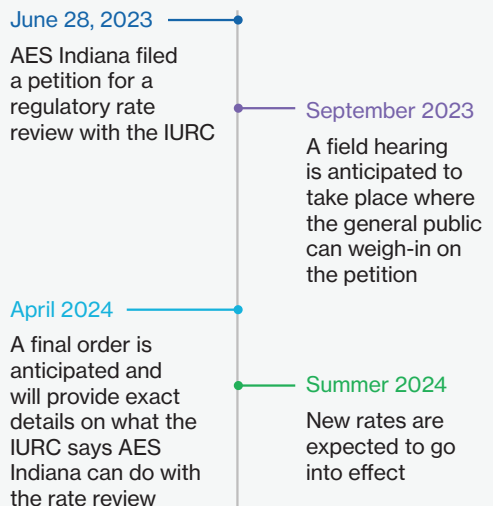 June 28, 2023
AES Indiana filed
a petition for a
regulatory rate
review with the IURC
September 2023
A field hearing
is anticipated to
take place where
the general public
can weigh-in on
the petition
April 2024
A final order is
anticipated and
will provide exact
details on what the
IURC says AES
Indiana can do with
the rate review
Summer 2024
New rates are
expected to go
into effect